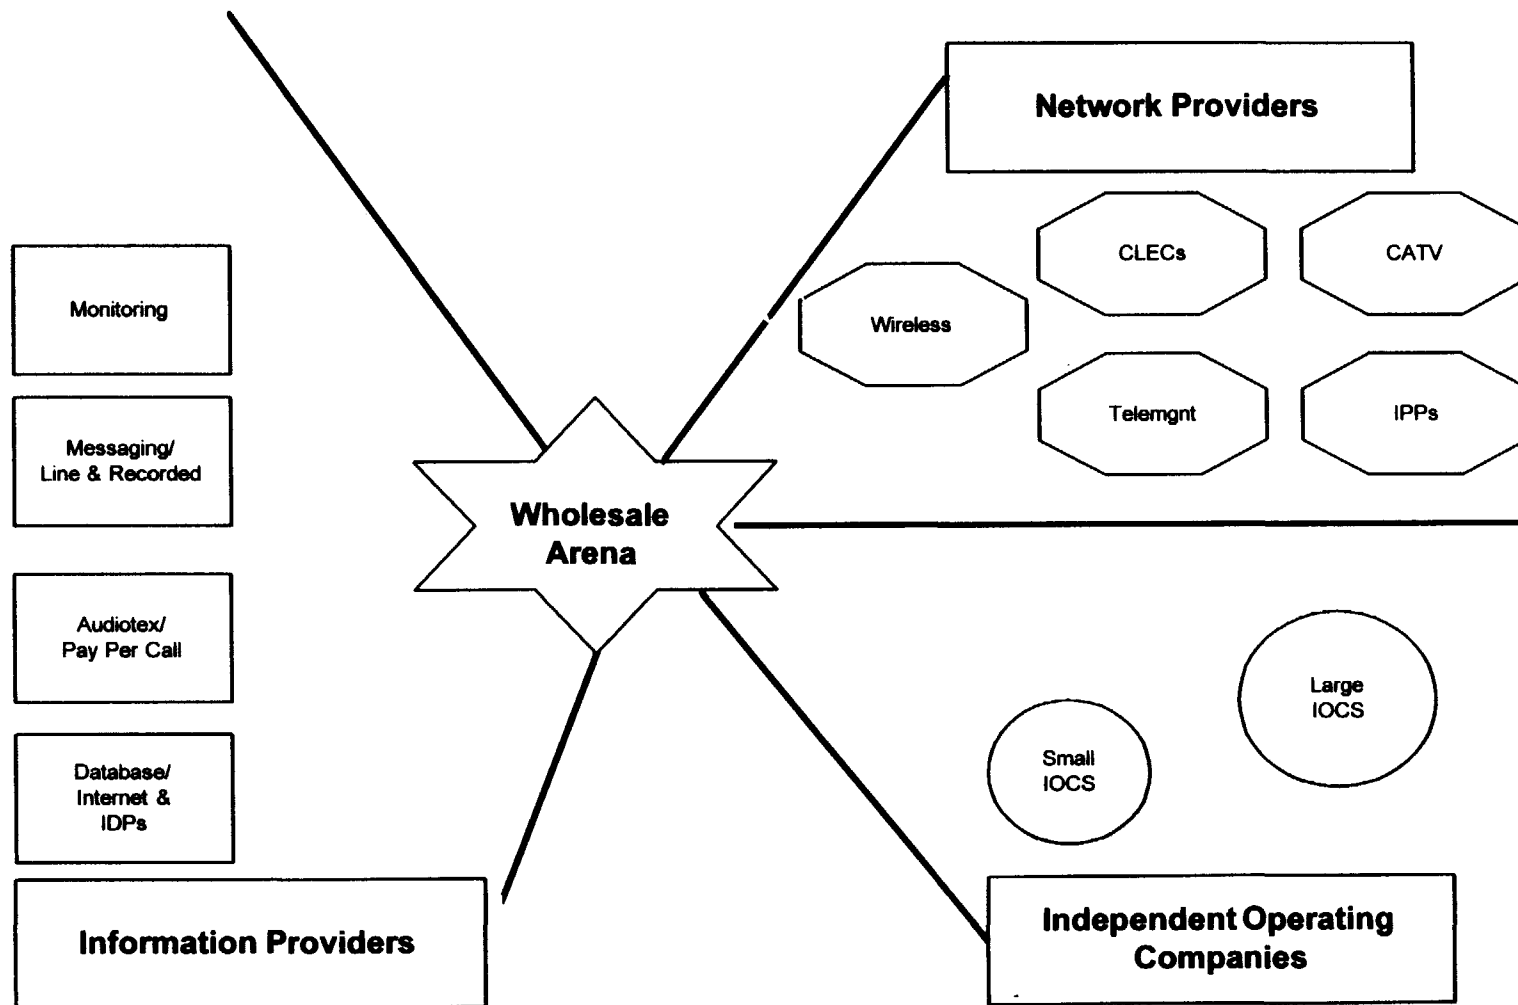 Network Providers
CLECs
CATV
Wireless
Telemgnt
IPPs
Monitoring
Messaging/
Line & Recorded
Audiotex/
Pay Per Call
Database/
Internet &
IDPs
Information Providers
Wholesale
Arena
Large
IOCS
Small
IOCS
Independent Operating
Companies